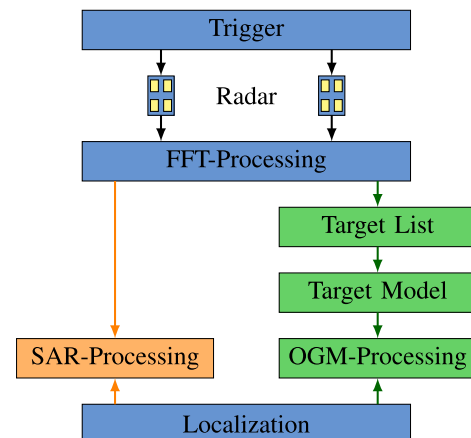 Trigger
Radar
FFT-Processing
Target List
Target Model
SAR-Processing
OGM-Processing
Localization